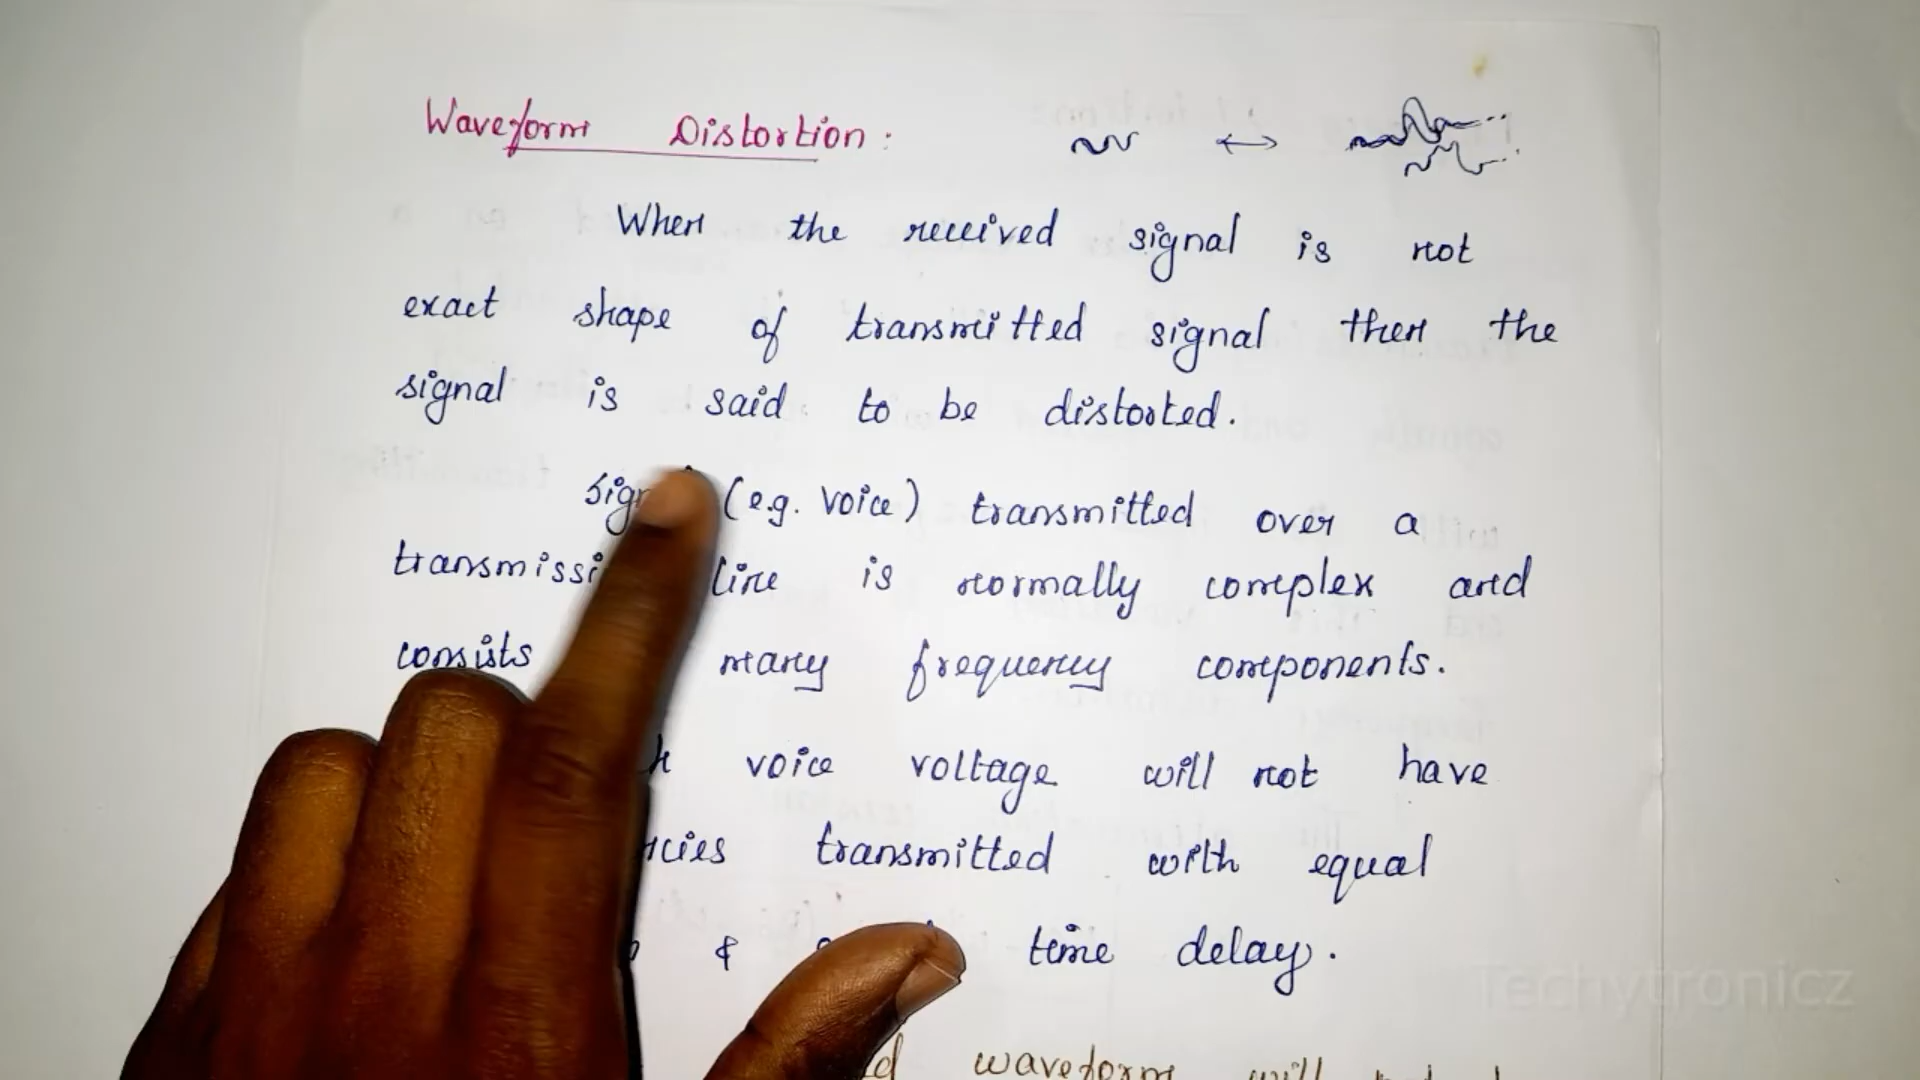 Waveform Distortion:
When the received signal is not
exact shape of transmitted signal then the
signal is said to be distorted.
(e.g. voice) transmitted over a
line is normally complex and
consists many frequency components.
voice voltage will not have
transmitted with equal
& time delay.
waveform will
Techytronicz